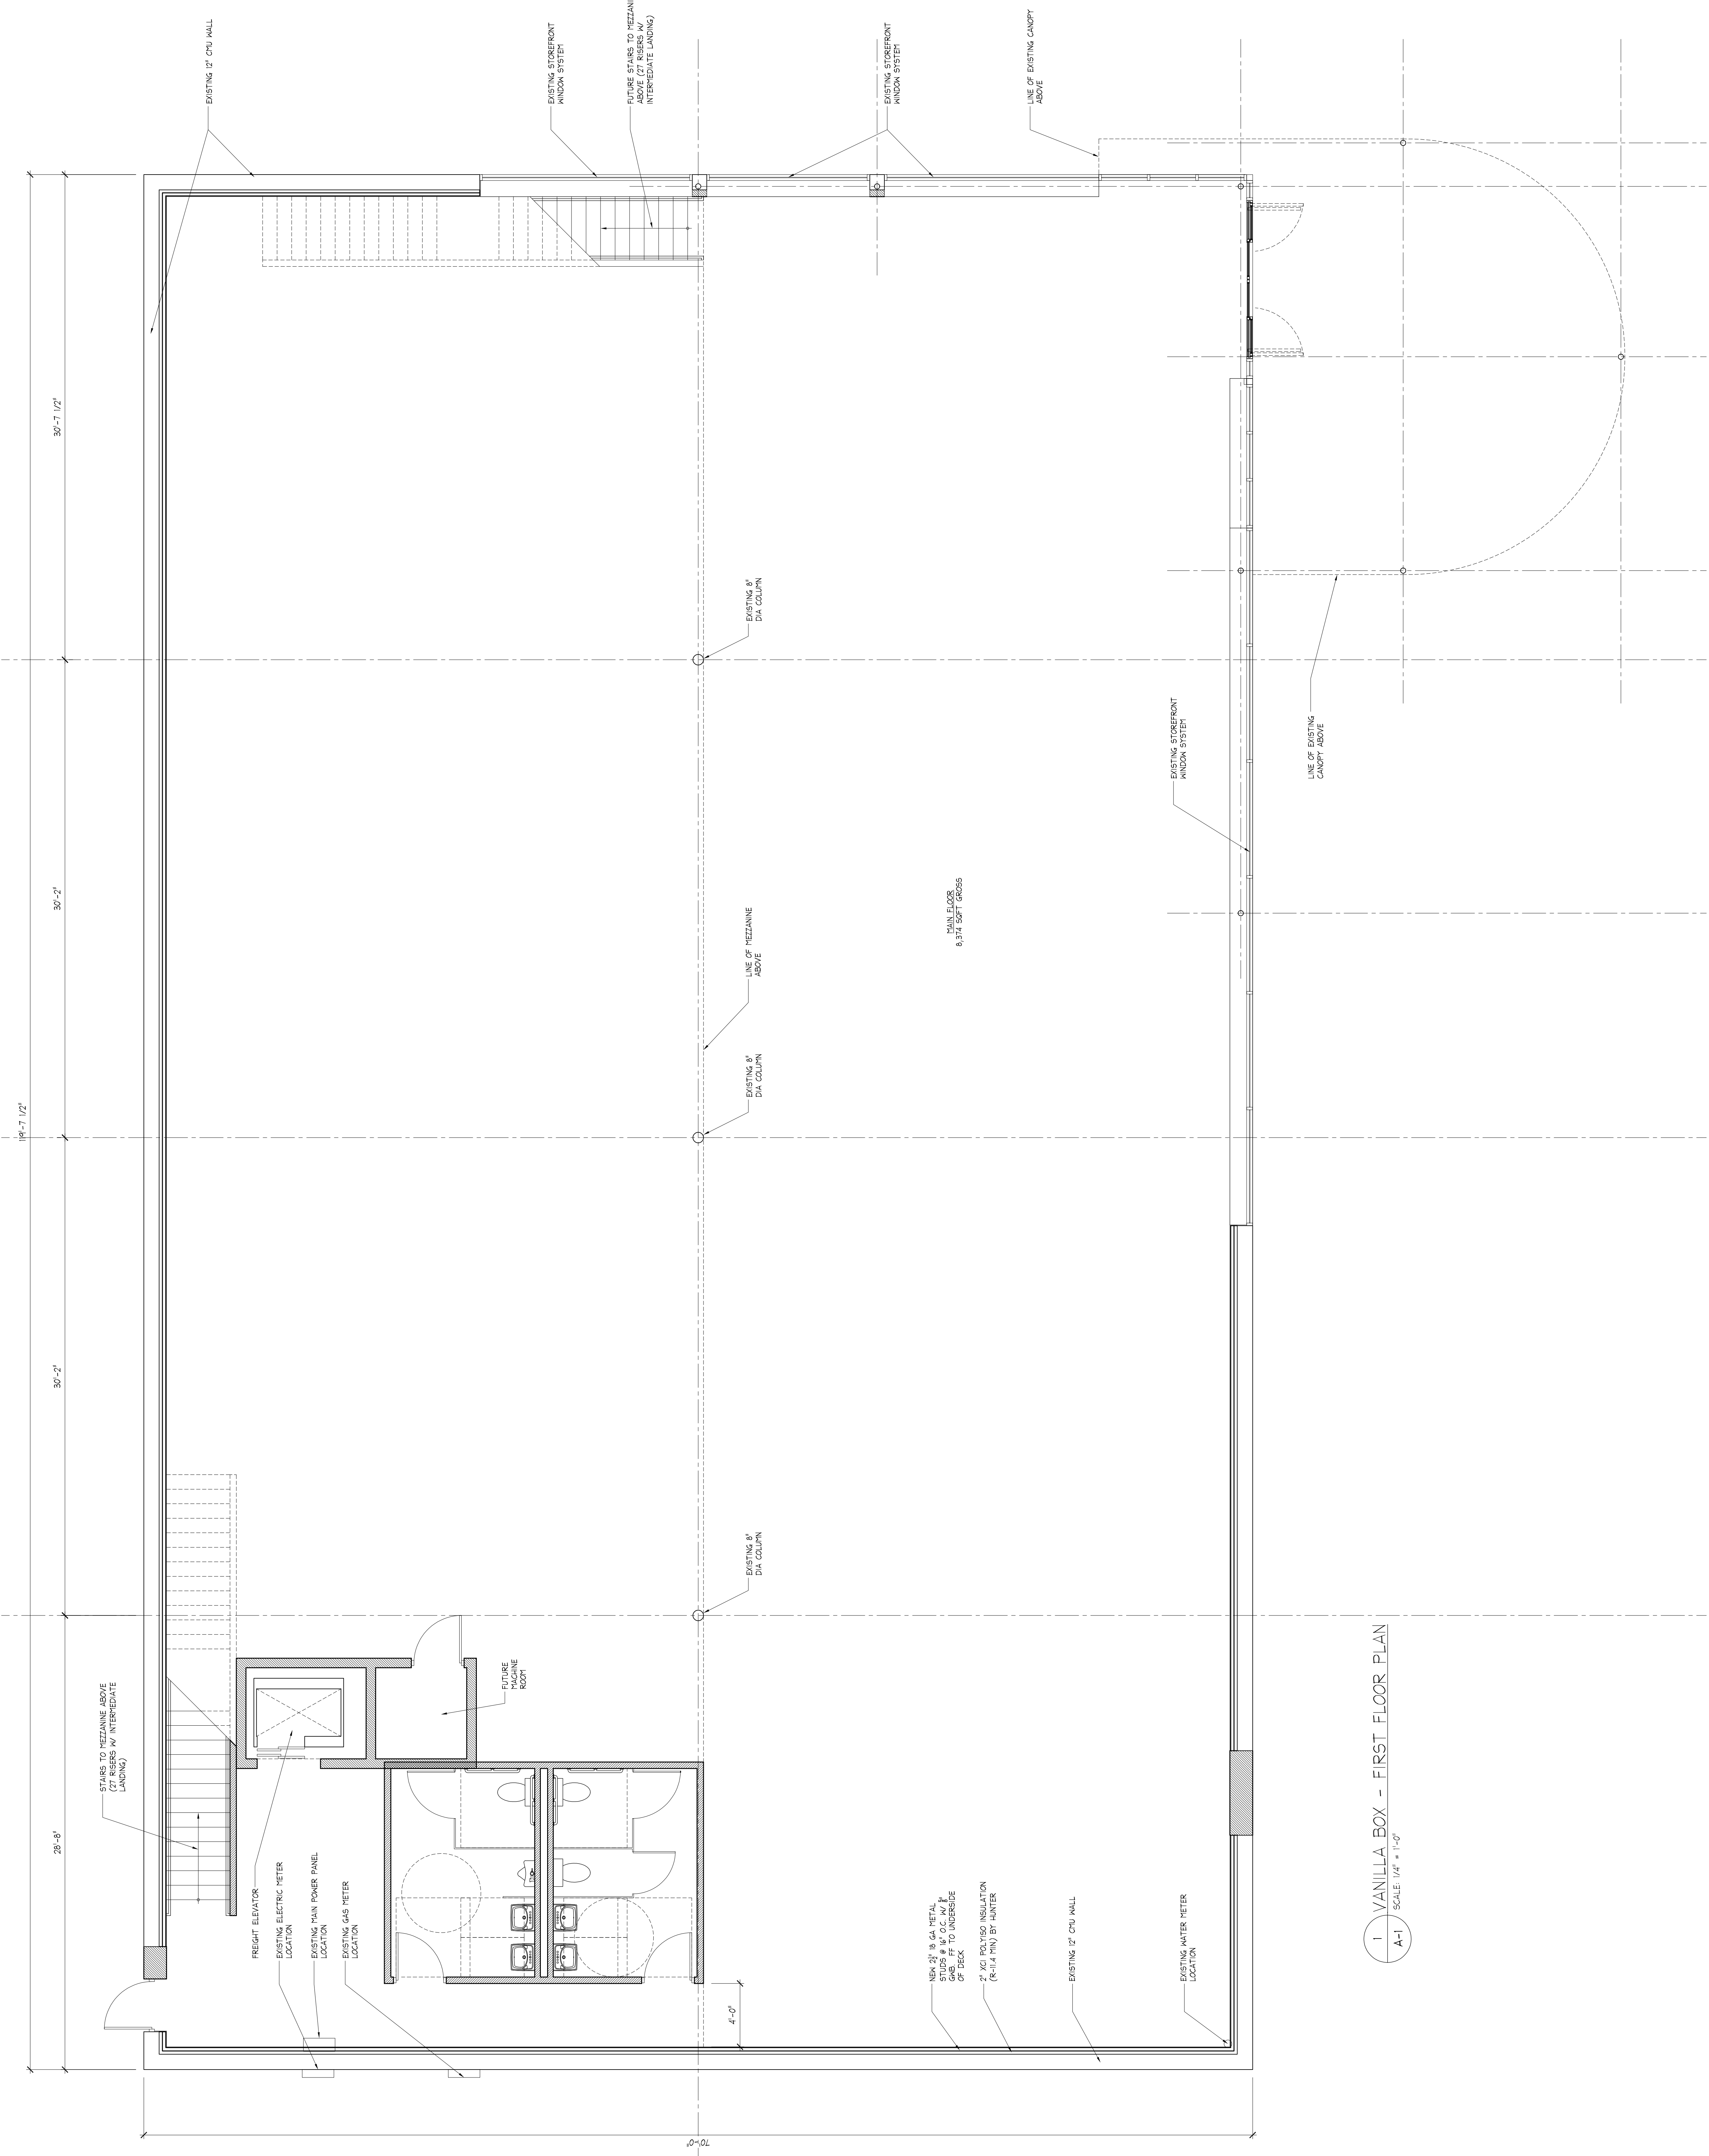 119'-7 1/2"
28'-8"
30'-2"
30'-2"
30'-7 1/2"
70'-0"
STAIRS TO MEZZANINE ABOVE
(27 RISERS W/ INTERMEDIATE
LANDING)
EXISTING 12" CMU WALL
FREIGHT ELEVATOR
EXISTING ELECTRIC METER
LOCATION
EXISTING MAIN POWER PANEL
LOCATION
EXISTING GAS METER
LOCATION
FUTURE
MACHINE
ROOM
EXISTING STOREFRONT
WINDOW SYSTEM
FUTURE STAIRS TO MEZZANI
ABOVE (27 RISERS W/
INTERMEDIATE LANDING)
4'-0"
EXISTING 8"
DIA COLUMN
EXISTING 8"
DIA COLUMN
LINE OF MEZZANINE
ABOVE
EXISTING 8"
DIA COLUMN
EXISTING STOREFRONT
WINDOW SYSTEM
NEW 2½" 18 GA METAL
STUDS @ 16" O.C. W/ ⅝"
GWB. FF TO UNDERSIDE
OF DECK
2" XCI POLYISO INSULATION
(R-11.4 MIN) BY HUNTER
MAIN FLOOR
8,374 SQFT GROSS
LINE OF EXISTING CANOPY
ABOVE
EXISTING 12" CMU WALL
EXISTING WATER METER
LOCATION
EXISTING STOREFRONT
WINDOW SYSTEM
LINE OF EXISTING
CANOPY ABOVE
1
A-1
VANILLA BOX - FIRST FLOOR PLAN
SCALE: 1/4" = 1'-0"